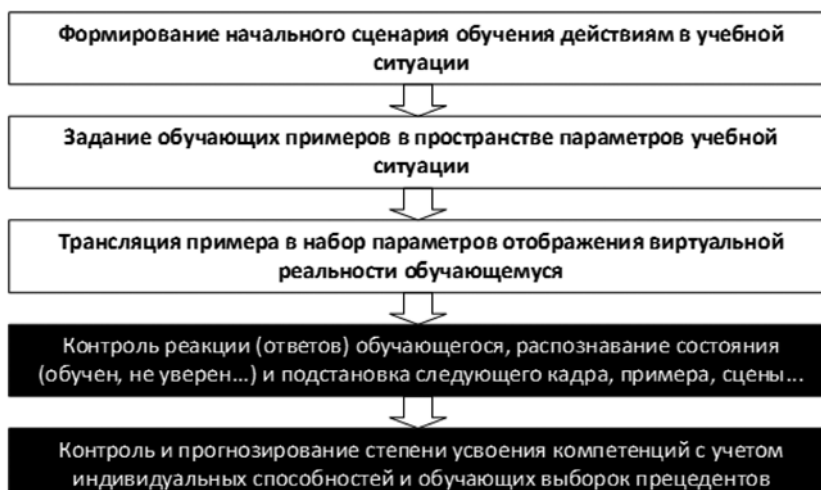 Формирование начального сценария обучения действиям в учебной
ситуации
Задание обучающих примеров в пространстве параметров учебной
ситуации
Трансляция примера в набор параметров отображения виртуальной
реальности обучающемуся
Контроль реакции (ответов) обучающегося, распознавание состояния
(обучен, не уверен...) и подстановка следующего кадра, примера, сцены...
Контроль и прогнозирование степени усвоения компетенций с учетом
индивидуальных способностей и обучающих выборок прецедентов